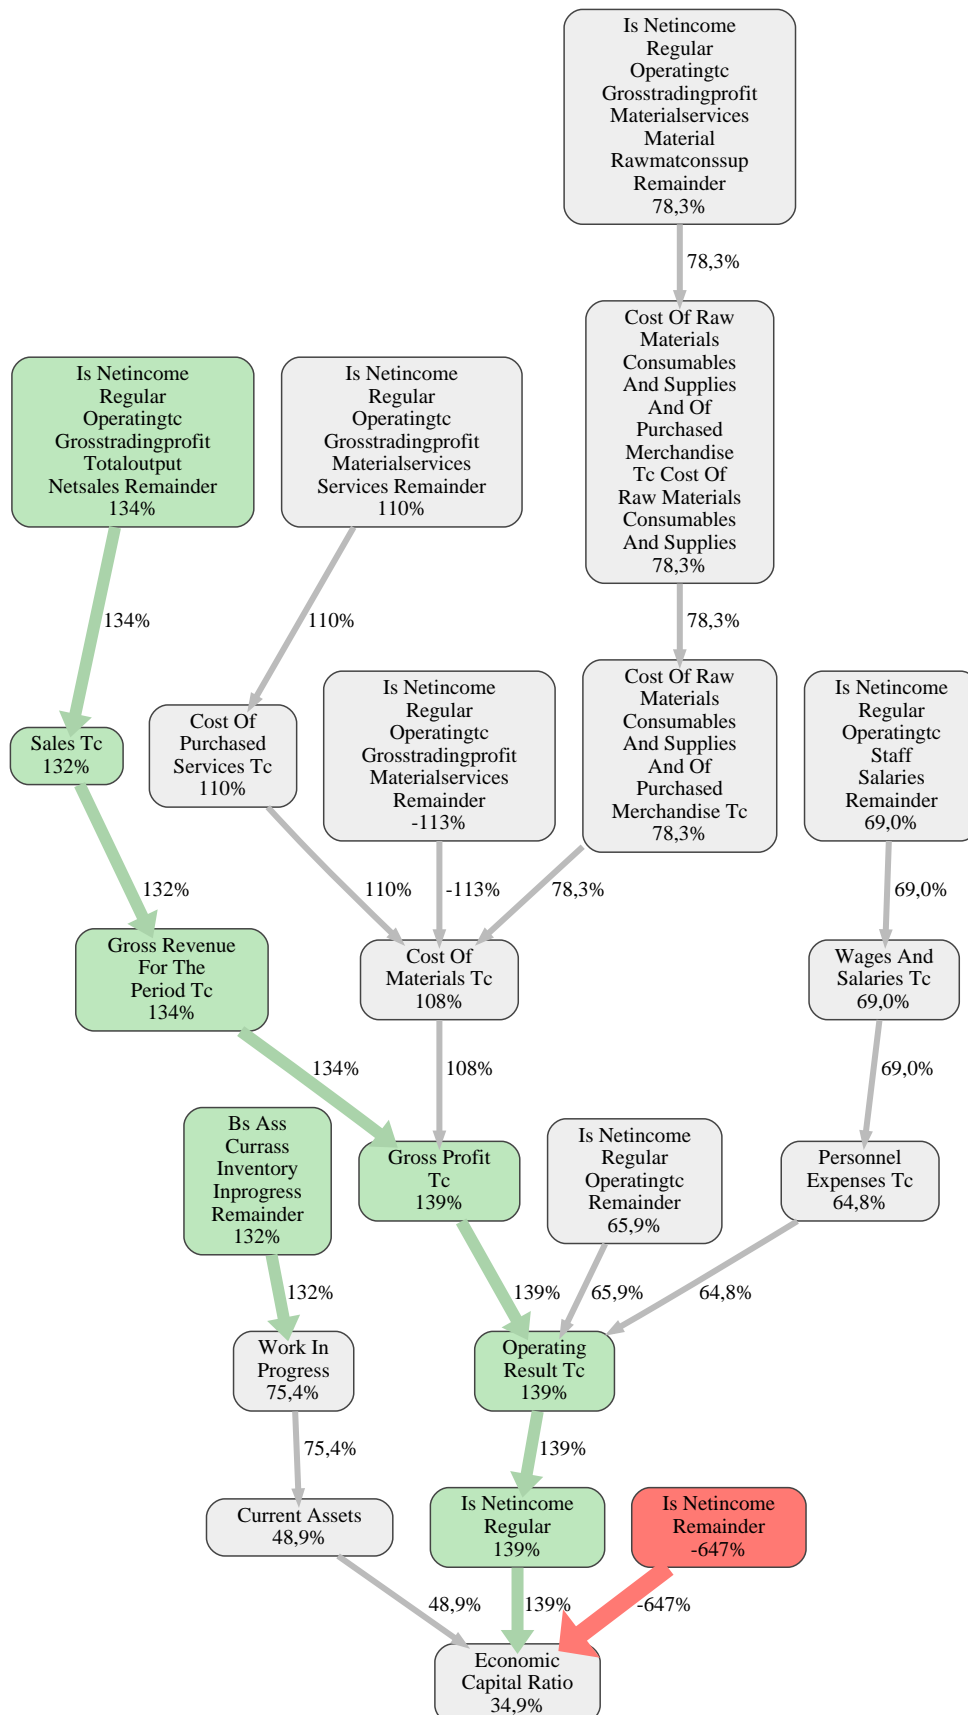 Is Netincome
Regular
Operatingtc
Grosstradingprofit
Materialservices
Material
Rawmatconssup
Remainder
78,3%
78,3%
Cost Of Raw
Materials
Consumables
And Supplies
And Of
Purchased
Merchandise
Tc Cost Of
Raw Materials
Consumables
And Supplies
78,3%
Is Netincome
Regular
Operatingtc
Grosstradingprofit
Totaloutput
Netsales Remainder
134%
Is Netincome
Regular
Operatingtc
Grosstradingprofit
Materialservices
Services Remainder
110%
134%
110%
78,3%
Sales Tc
132%
Cost Of
Purchased
Services Tc
110%
Is Netincome
Regular
Operatingtc
Grosstradingprofit
Materialservices
Remainder
-113%
Cost Of Raw
Materials
Consumables
And Supplies
And Of
Purchased
Merchandise Tc
78,3%
Is Netincome
Regular
Operatingtc
Staff
Salaries
Remainder
69,0%
132%
110%
-113%
78,3%
69,0%
Gross Revenue
For The
Period Tc
134%
Cost Of
Materials Tc
108%
Wages And
Salaries Tc
69,0%
134%
108%
69,0%
Bs Ass
Currass
Inventory
Inprogress
Remainder
132%
Gross Profit
Tc
139%
Is Netincome
Regular
Operatingtc
Remainder
65,9%
Personnel
Expenses Tc
64,8%
132%
139%
65,9%
64,8%
Work In
Progress
75,4%
Operating
Result Tc
139%
75,4%
139%
Current Assets
48,9%
Is Netincome
Regular
139%
Is Netincome
Remainder
-647%
48,9%
139%
-647%
Economic
Capital Ratio
34,9%